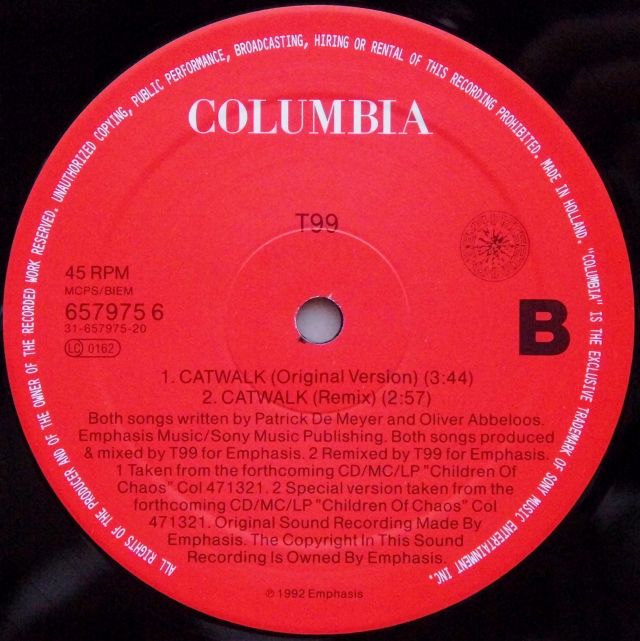 ALL RIGHTS OF THE PRODUCER AND OF THE OWNER OF THE RECORDED WORK RESERVED. UNAUTHORIZED COPYING, PUBLIC PERFORMANCE, BROADCASTING, HIRING OR RENTAL OF THIS RECORDING PROHIBITED. MADE IN HOLLAND. "COLUMBIA" IS THE EXCLUSIVE TRADEMARK OF SONY MUSIC ENTERTAINMENT INC.
COLUMBIA
T99
45 RPM
MCPS/BIEM
657975 6
31-657975-20
LC 0162
B
1. CATWALK (Original Version) (3:44)
2. CATWALK (Remix) (2:57)
Both songs written by Patrick De Meyer and Oliver Abbeloos.
Emphasis Music/Sony Music Publishing. Both songs produced
& mixed by T99 for Emphasis. 2 Remixed by T99 for Emphasis.
1 Taken from the forthcoming CD/MC/LP "Children Of
Chaos" Col 471321. 2 Special version taken from the
forthcoming CD/MC/LP "Children Of Chaos" Col
471321. Original Sound Recording Made By
Emphasis. The Copyright In This Sound
Recording Is Owned By Emphasis.
℗ 1992 Emphasis